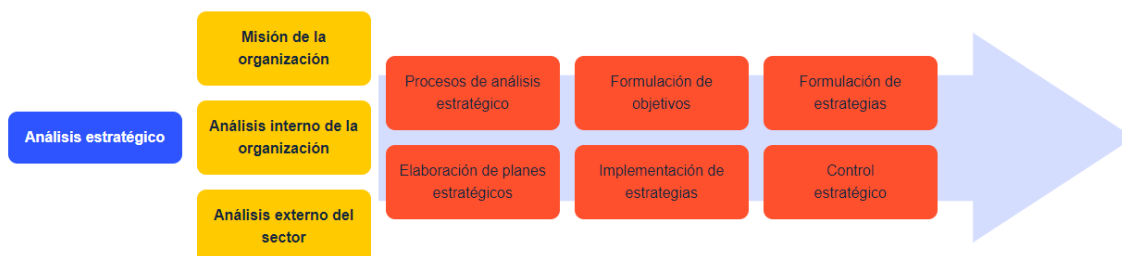 Análisis estratégico
Misión de la
organización
Análisis interno de la
organización
Análisis externo del
sector
Procesos de análisis
estratégico
Formulación de
objetivos
Formulación de
estrategias
Elaboración de planes
estratégicos
Implementación de
estrategias
Control
estratégico